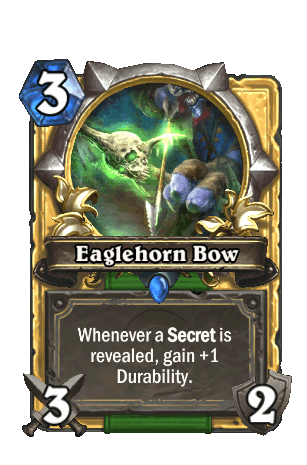 3
Eaglehorn Bow
Whenever a Secret is
revealed, gain +1
Durability.
3
2